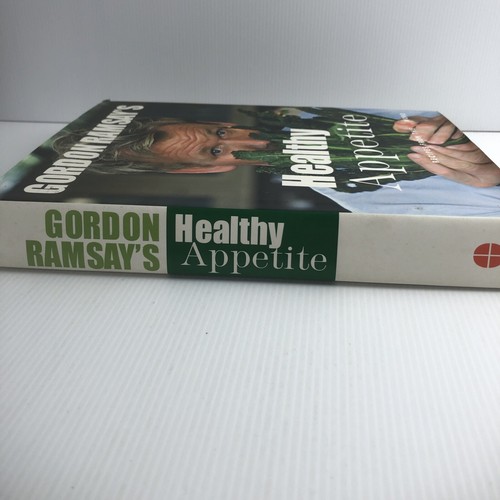 GORDON RAMSAY'S
Healthy
Appetite
GORDON
RAMSAY'S
Healthy
Appetite